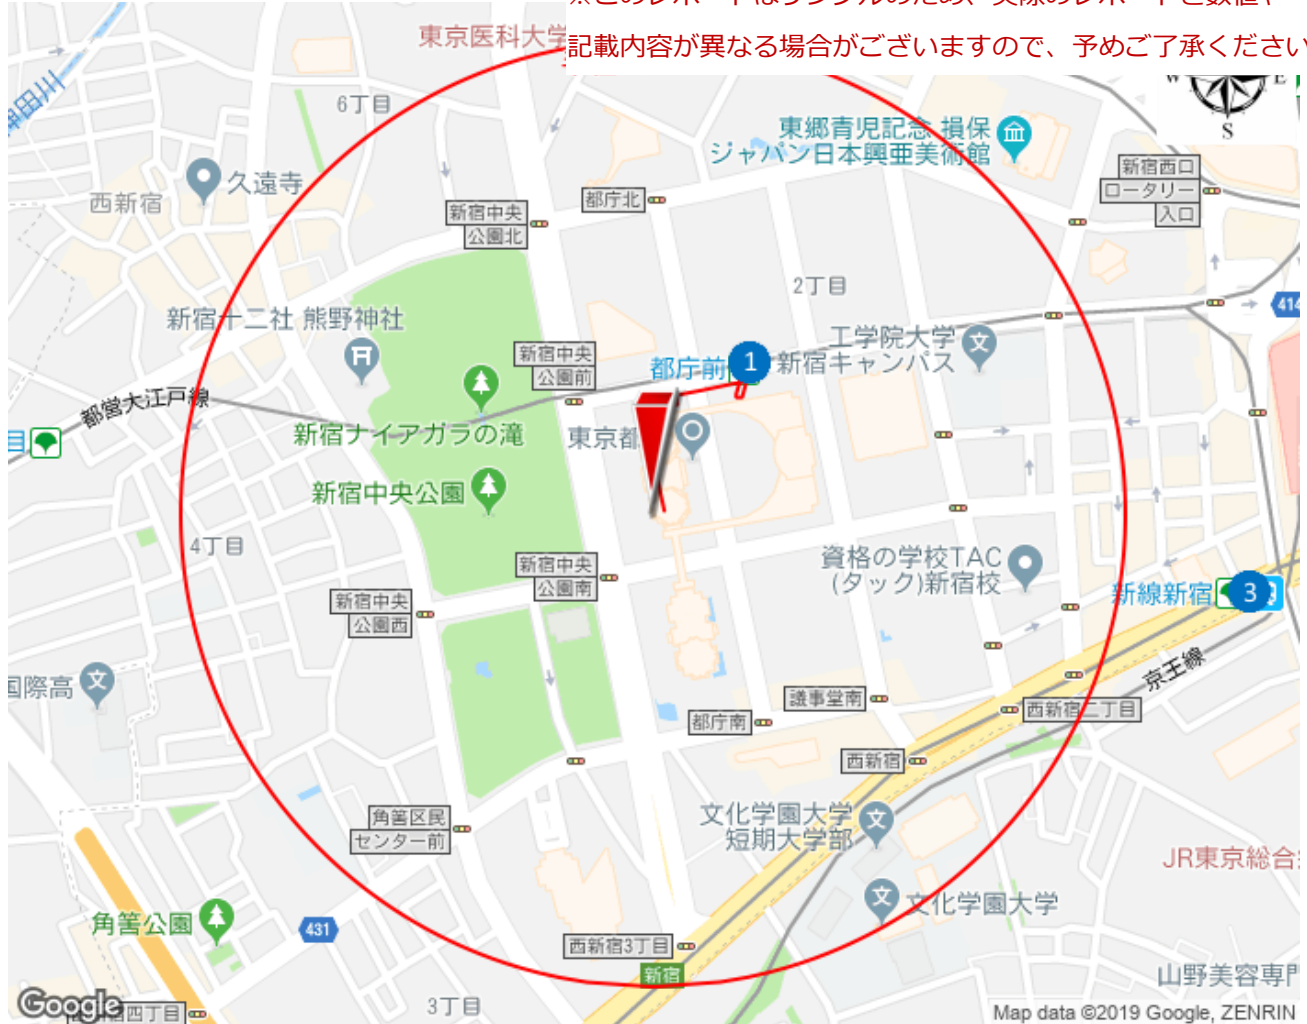 記載内容が異なる場合がございますので、予めご了承ください
東京医科大学
神田川
6丁目
W
E
S
東郷青児記念 損保
ジャパン日本興亜美術館
新宿西口
ロータリー
入口
久遠寺
西新宿
都庁北
新宿中央
公園北
2丁目
414
新宿十二社 熊野神社
工学院大学
新宿キャンパス
新宿中央
公園前
都庁前
1
都営大江戸線
目
新宿ナイアガラの滝
東京都
新宿中央公園
4丁目
新宿中央
公園南
資格の学校TAC
(タック)新宿校
新線新宿
3
新宿中央
公園西
京王線
国際高
議事堂南
西新宿二丁目
都庁南
西新宿
文化学園大学
短期大学部
角筈区民
センター前
JR東京総合
文化学園大学
角筈公園
431
西新宿3丁目
新宿
山野美容専門
3丁目
Google
宿四丁目
Map data ©2019 Google, ZENRIN